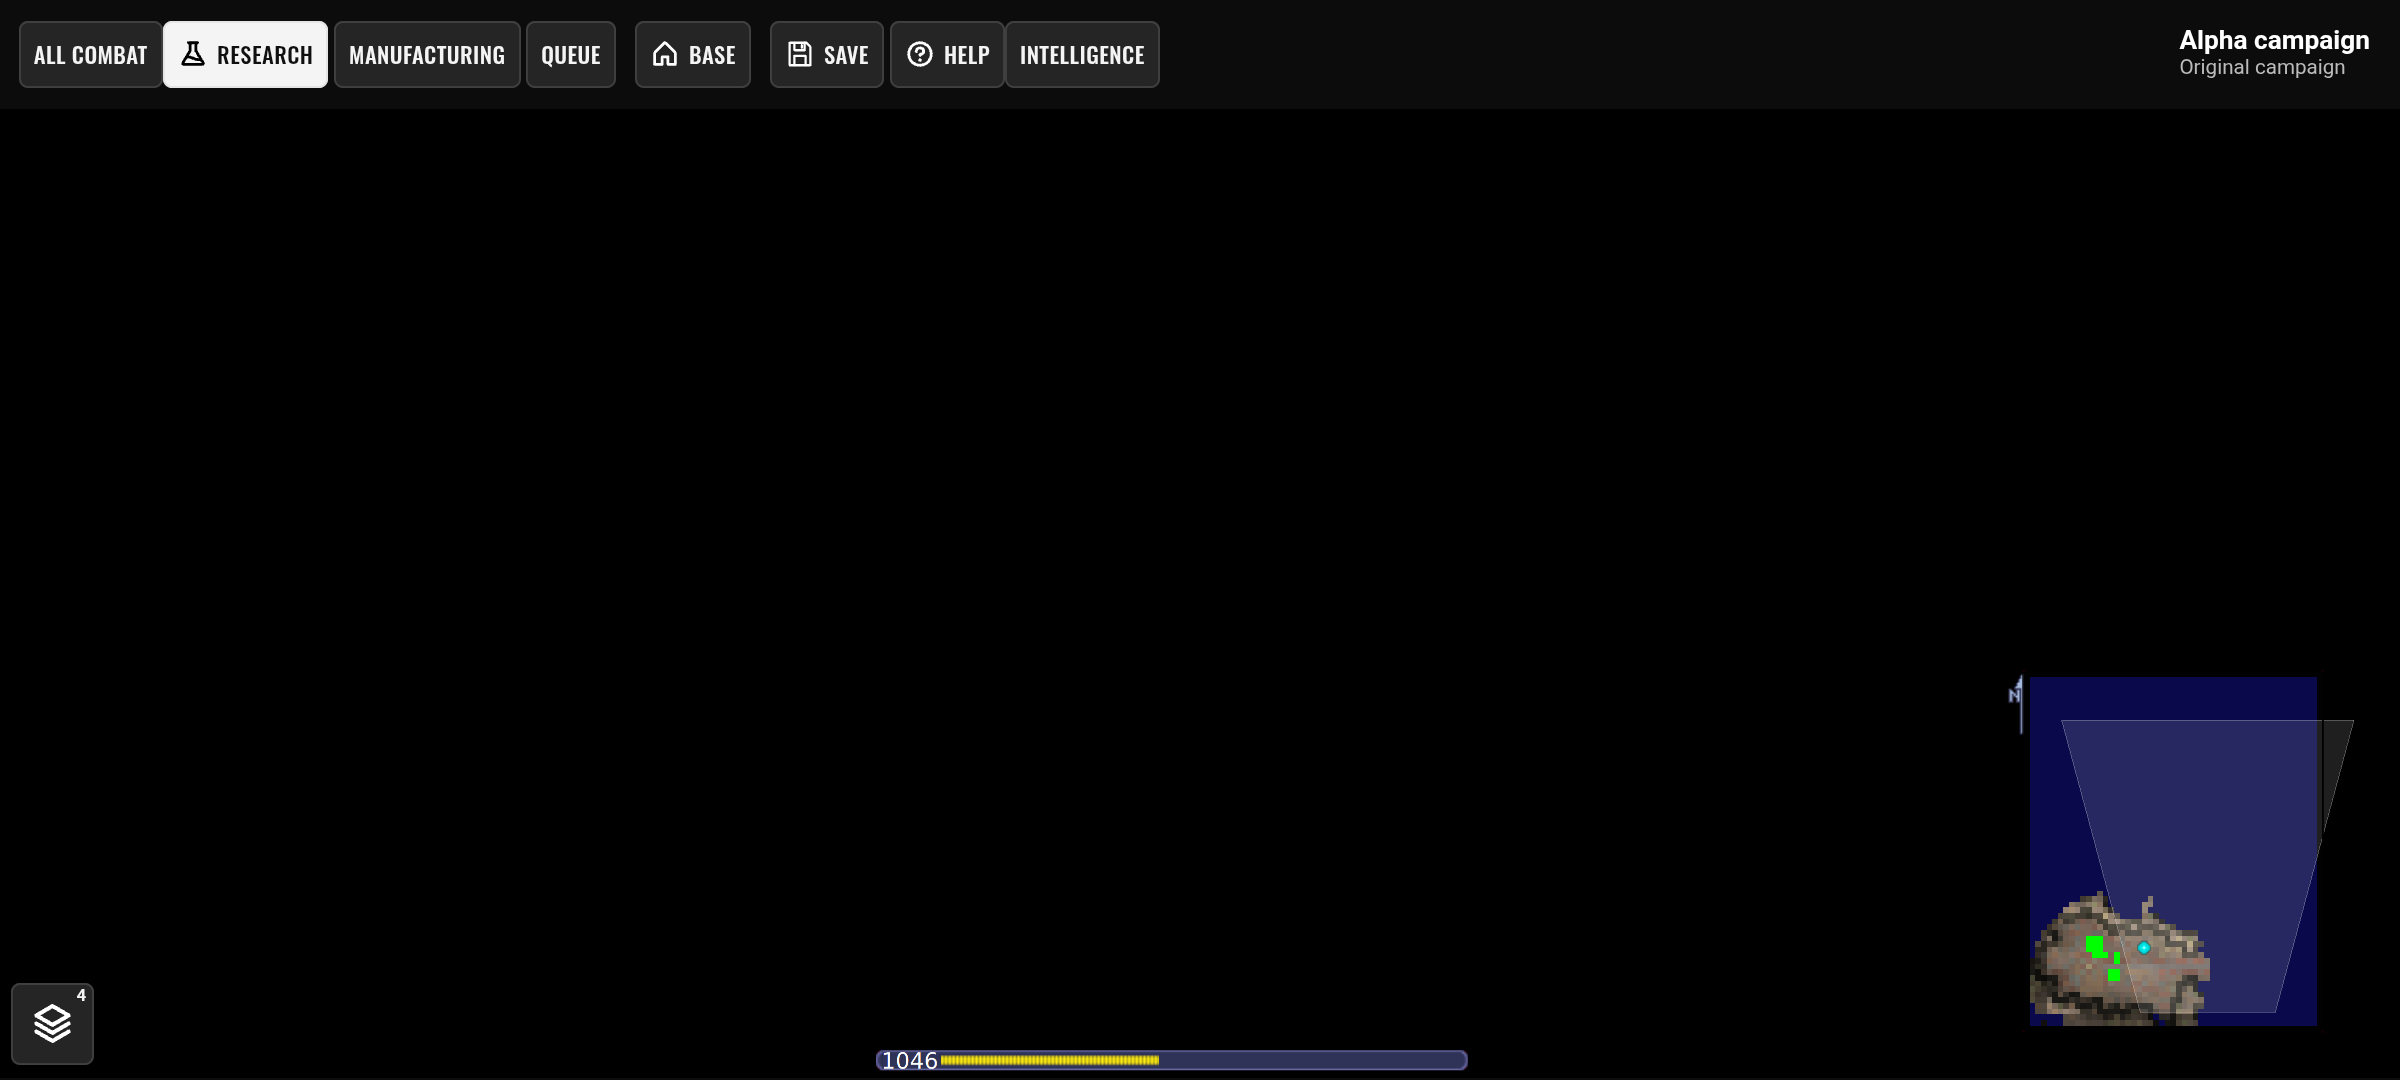 ALL COMBAT RESEARCH MANUFACTURING QUEUE BASE SAVE HELP INTELLIGENCE
Alpha campaign
Original campaign
N
4
1046